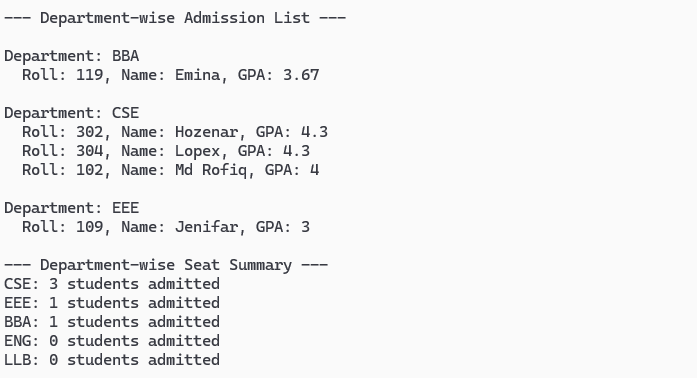 --- Department-wise Admission List ---
Department: BBA
Roll: 119, Name: Emina, GPA: 3.67
Department: CSE
Roll: 302, Name: Hozenar, GPA: 4.3
Roll: 304, Name: Lopex, GPA: 4.3
Roll: 102, Name: Md Rofiq, GPA: 4
Department: EEE
Roll: 109, Name: Jenifar, GPA: 3
--- Department-wise Seat Summary ---
CSE: 3 students admitted
EEE: 1 students admitted
BBA: 1 students admitted
ENG: 0 students admitted
LLB: 0 students admitted